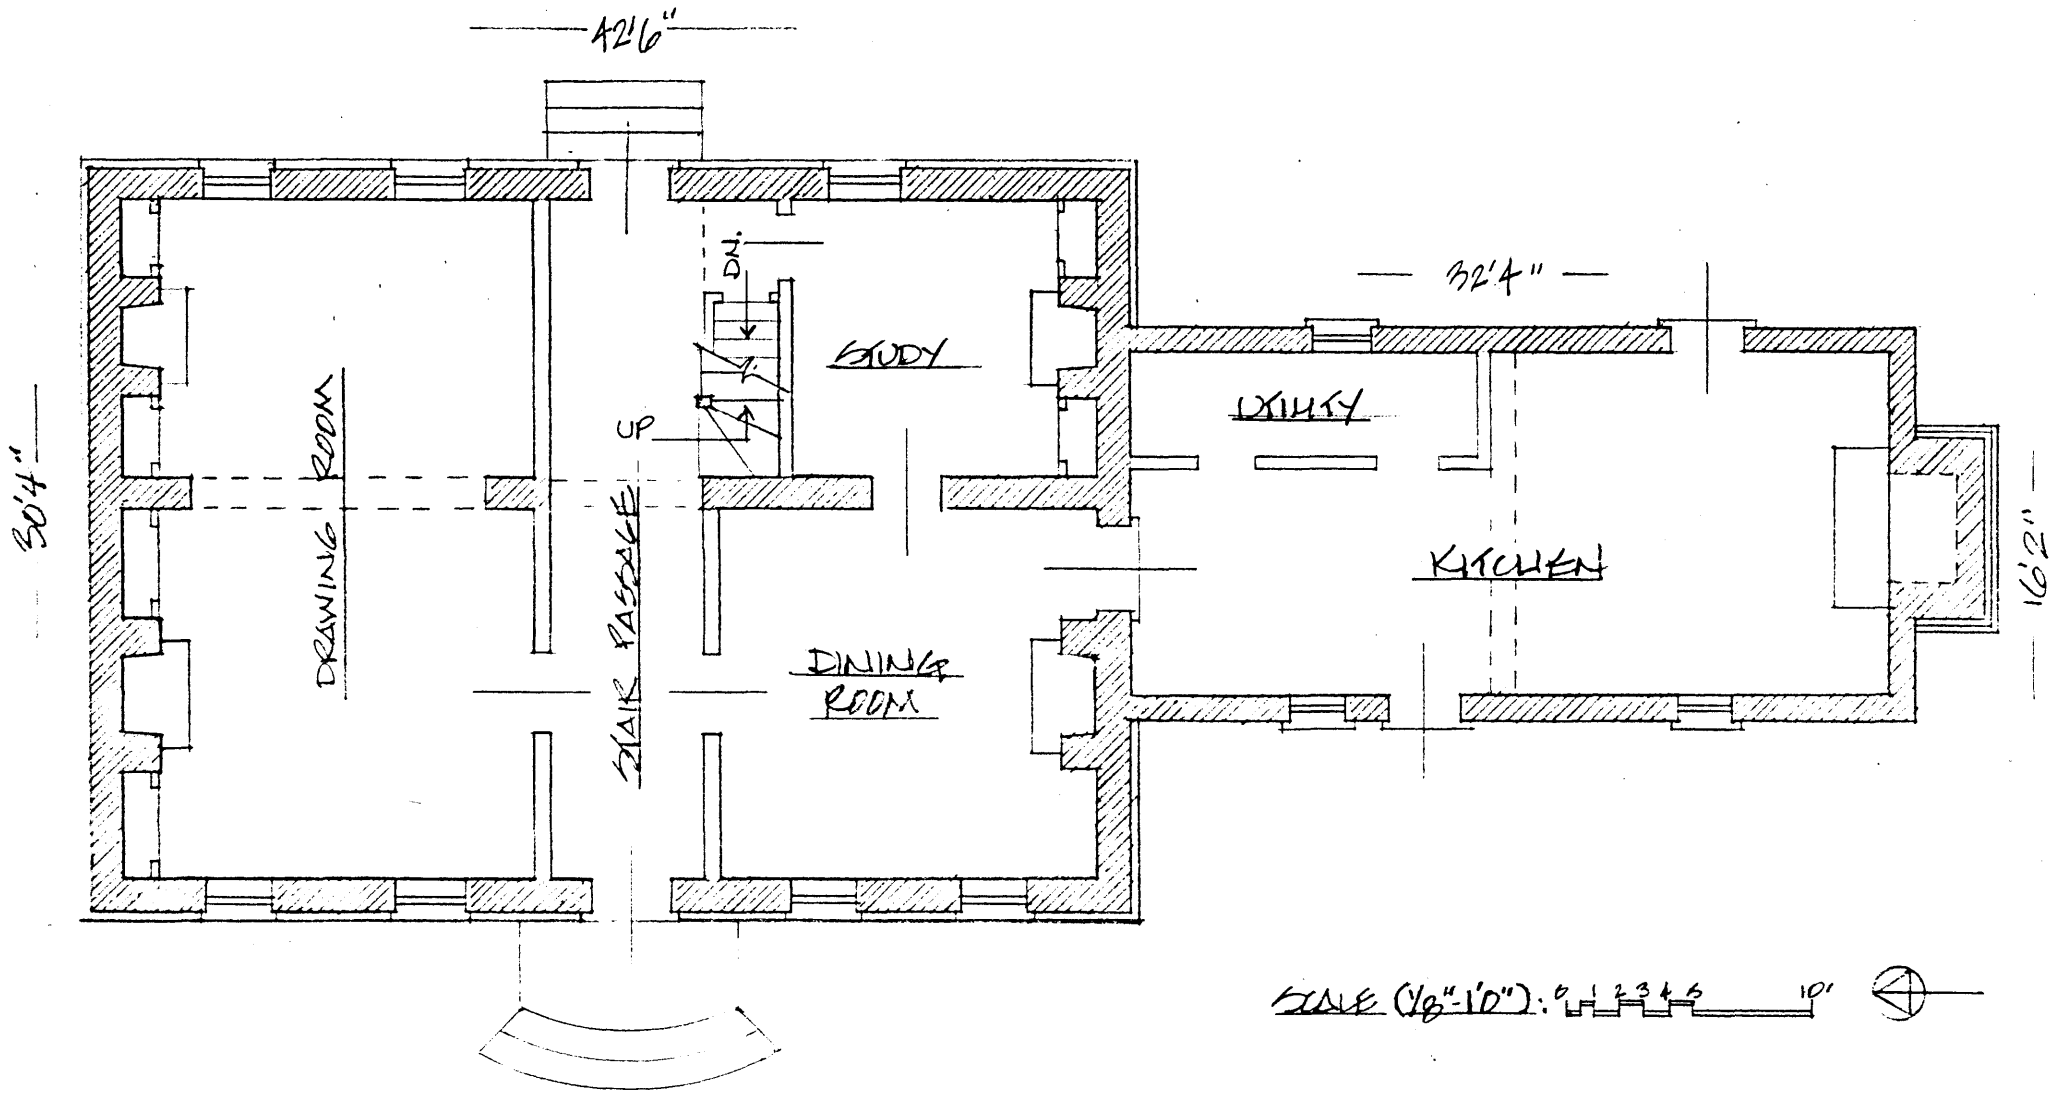 42'6"
DN.
32'4"
STUDY
UTILITY
UP
30'4"
DRAWING ROOM
STAIR PASSAGE
KITCHEN
16'2"
DINING
ROOM
SCALE (1/8"-1'0"): 0 1 2 3 4 5 10'